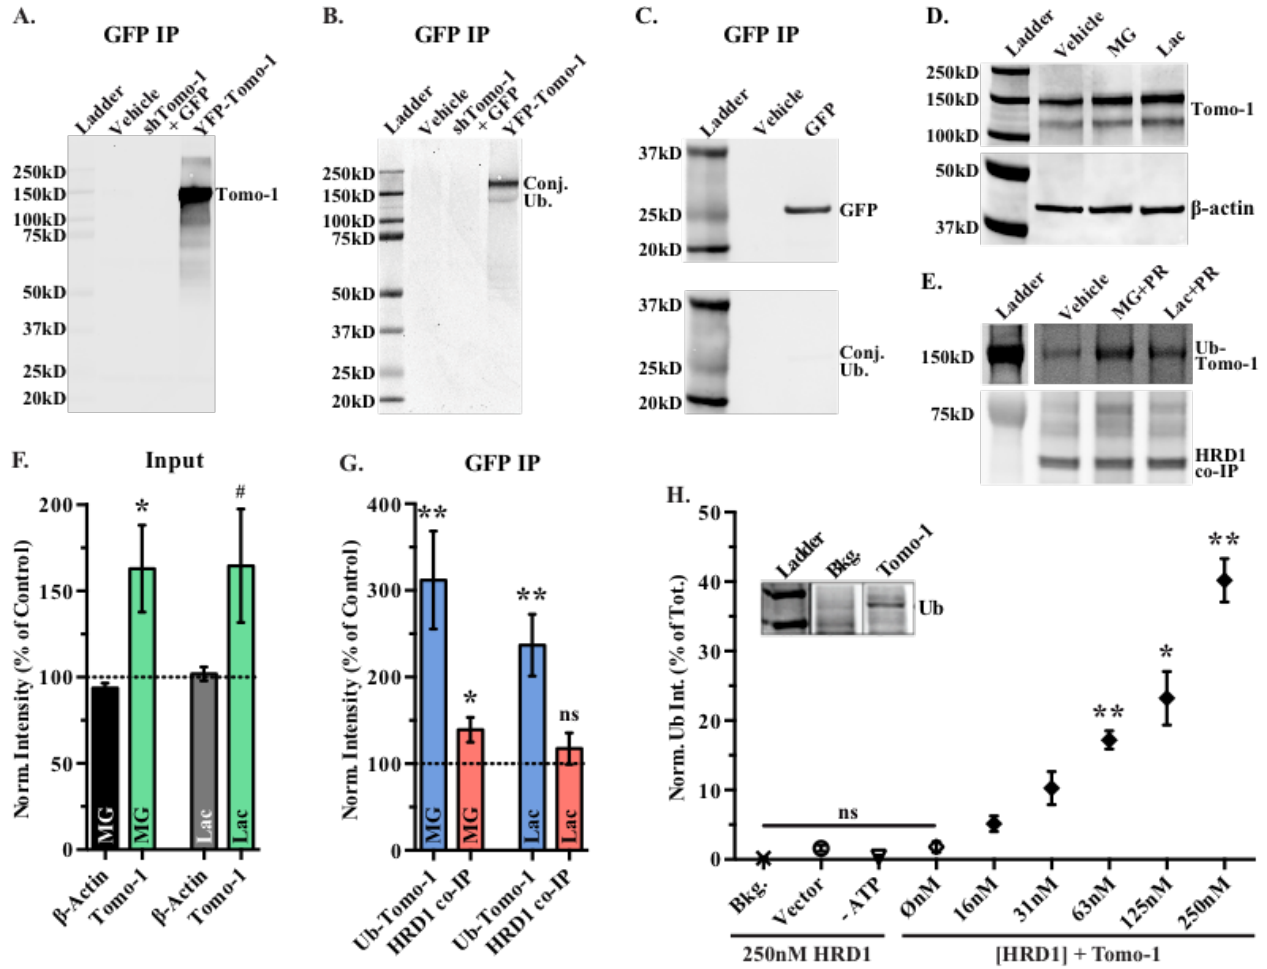 A.
GFP IP
Ladder
Vehicle
shTomo-1
+ GFP
YFP-Tomo-1
250kD
150kD
100kD
75kD
50kD
37kD
25kD
20kD
Tomo-1
B.
GFP IP
Ladder
Vehicle
shTomo-1
+ GFP
YFP-Tomo-1
250kD
150kD
100kD
75kD
50kD
37kD
25kD
20kD
Conj.
Ub.
C.
GFP IP
Ladder
Vehicle
GFP
37kD
25kD
20kD
GFP
37kD
25kD
20kD
Conj.
Ub.
D.
Ladder
Vehicle
MG
Lac
250kD
150kD
100kD
Tomo-1
50kD
37kD
β-actin
E.
Ladder
Vehicle
MG+PR
Lac+PR
150kD
Ub-
Tomo-1
75kD
HRD1
co-IP
F.
Input
Norm. Intensity (% of Control)
200
150
100
50
0
*
#
MG
MG
Lac
Lac
β-Actin
Tomo-1
β-Actin
Tomo-1
G.
GFP IP
Norm. Intensity (% of Control)
400
300
200
100
0
**
*
**
ns
MG
MG
Lac
Lac
Ub-Tomo-1
HRD1 co-IP
Ub-Tomo-1
HRD1 co-IP
H.
Norm. Ub Int. (% of Tot.)
50
40
30
20
10
0
Ladder
Bkg.
Tomo-1
Ub
ns
**
*
**
Bkg.
Vector
- ATP
ØnM
16nM
31nM
63nM
125nM
250nM
250nM HRD1
[HRD1] + Tomo-1